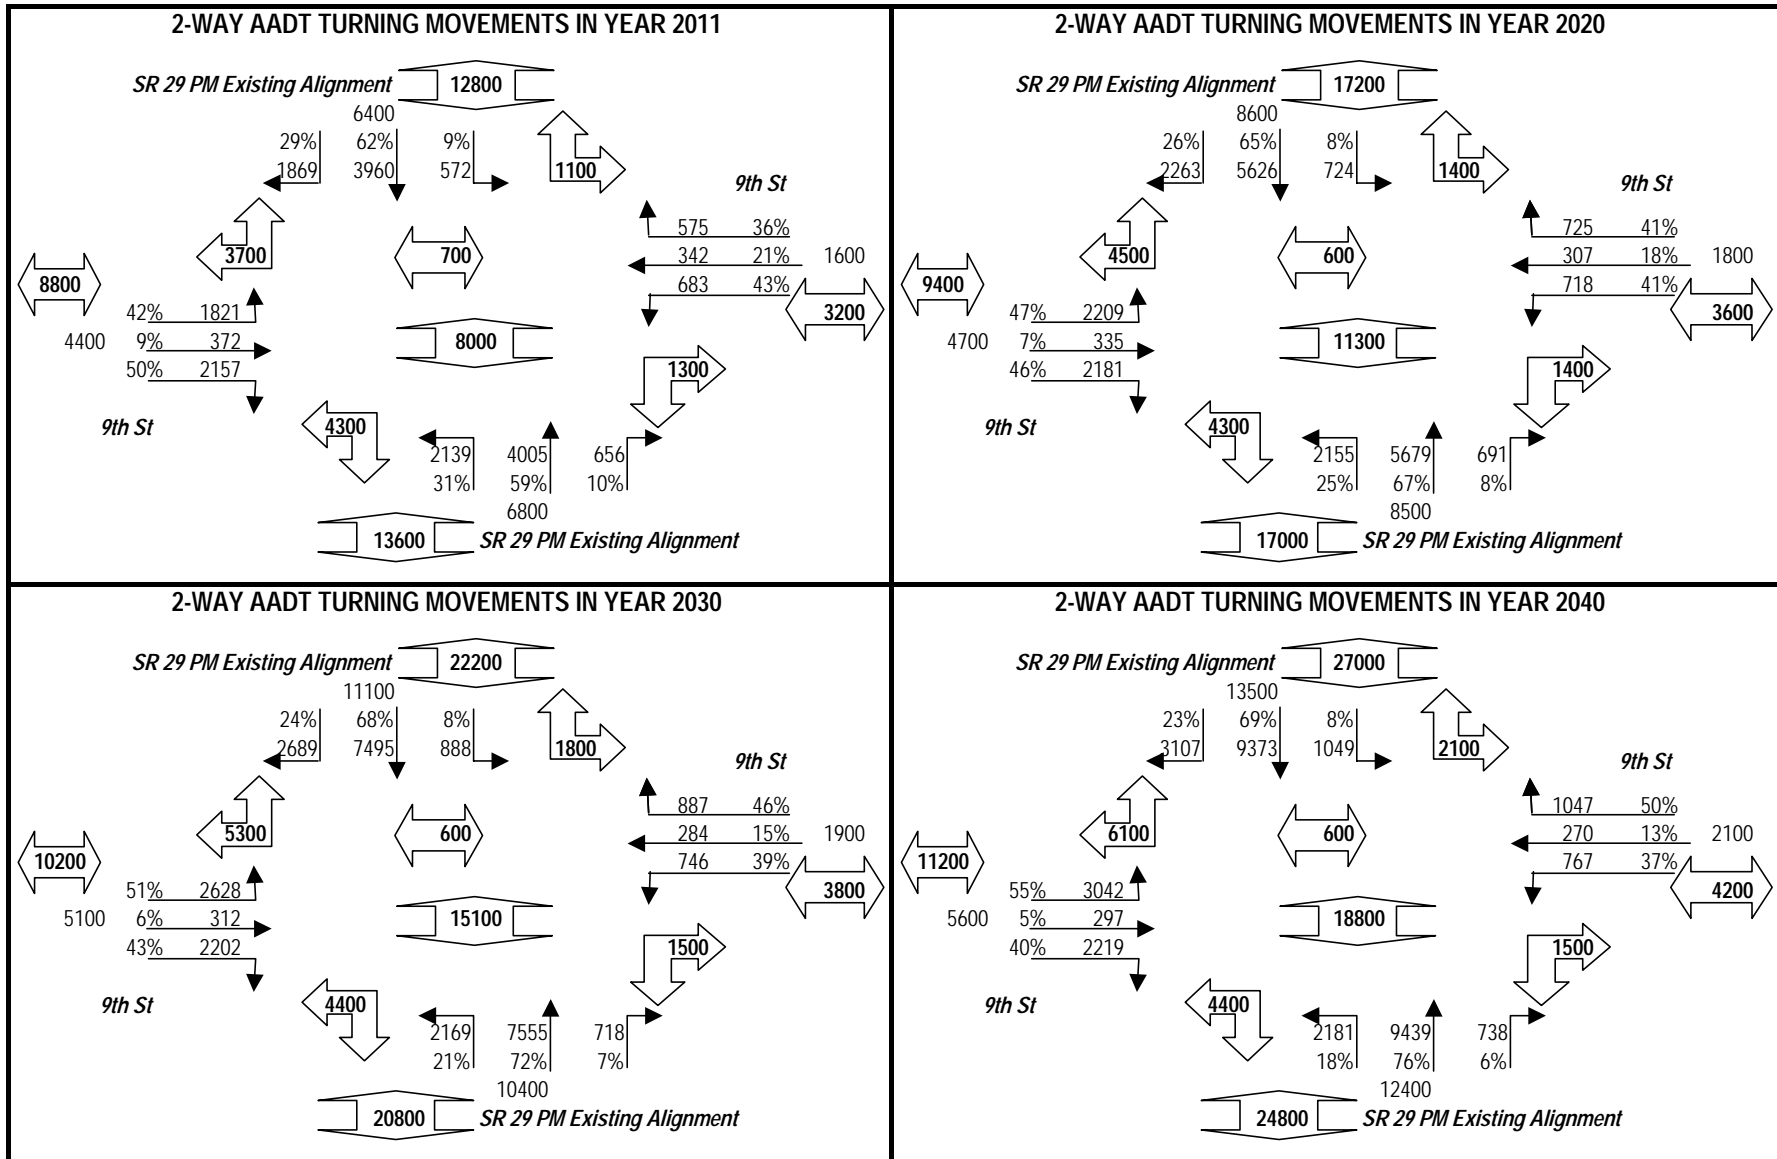 2-WAY AADT TURNING MOVEMENTS IN YEAR 2011
SR 29 PM Existing Alignment 12800
6400
29% 62% 9%
1869 3960 572 1100
9th St
575 36%
3700 700 342 21% 1600
8800 683 43%
42% 1821 3200
4400 9% 372 8000
50% 2157 1300
9th St 4300
2139 4005 656
31% 59% 10%
6800
13600 SR 29 PM Existing Alignment
2-WAY AADT TURNING MOVEMENTS IN YEAR 2020
SR 29 PM Existing Alignment 17200
8600
26% 65% 8%
2263 5626 724 1400
9th St
725 41%
4500 600 307 18% 1800
9400 718 41%
47% 2209 3600
4700 7% 335 11300
46% 2181 1400
9th St 4300
2155 5679 691
25% 67% 8%
8500
17000 SR 29 PM Existing Alignment
2-WAY AADT TURNING MOVEMENTS IN YEAR 2030
SR 29 PM Existing Alignment 22200
11100
24% 68% 8%
2689 7495 888 1800
9th St
887 46%
5300 600 284 15% 1900
10200 746 39%
51% 2628 3800
5100 6% 312 15100
43% 2202 1500
9th St 4400
2169 7555 718
21% 72% 7%
10400
20800 SR 29 PM Existing Alignment
2-WAY AADT TURNING MOVEMENTS IN YEAR 2040
SR 29 PM Existing Alignment 27000
13500
23% 69% 8%
3107 9373 1049 2100
9th St
1047 50%
6100 600 270 13% 2100
11200 767 37%
55% 3042 4200
5600 5% 297 18800
40% 2219 1500
9th St 4400
2181 9439 738
18% 76% 6%
12400
24800 SR 29 PM Existing Alignment